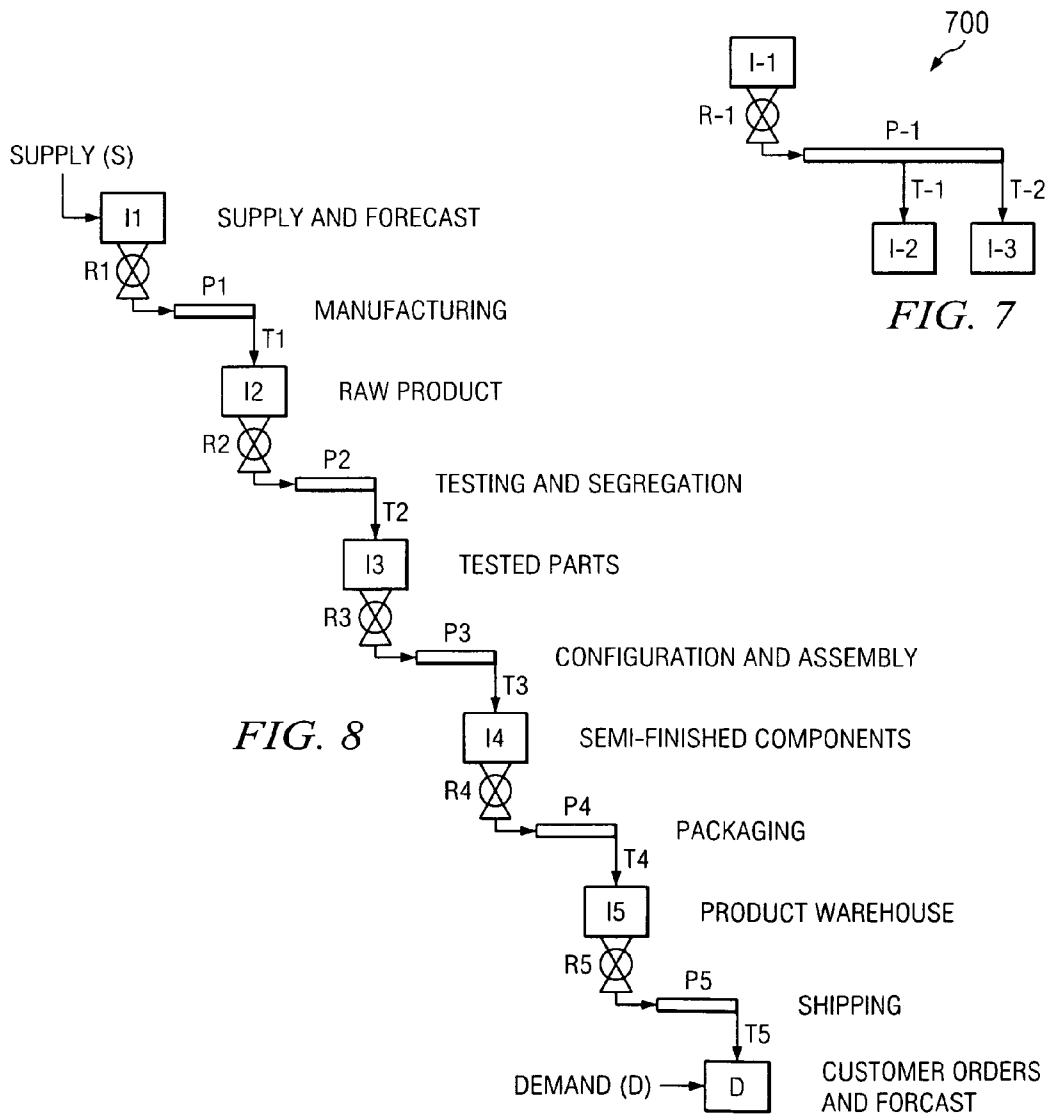 700
I-1
R-1
P-1
T-1
T-2
I-2
I-3
FIG. 7
SUPPLY (S)
I1
SUPPLY AND FORECAST
R1
P1
MANUFACTURING
T1
I2
RAW PRODUCT
R2
P2
TESTING AND SEGREGATION
T2
I3
TESTED PARTS
R3
P3
CONFIGURATION AND ASSEMBLY
T3
FIG. 8
I4
SEMI-FINISHED COMPONENTS
R4
P4
PACKAGING
T4
I5
PRODUCT WAREHOUSE
R5
P5
SHIPPING
T5
DEMAND (D)
D
CUSTOMER ORDERS
AND FORCAST